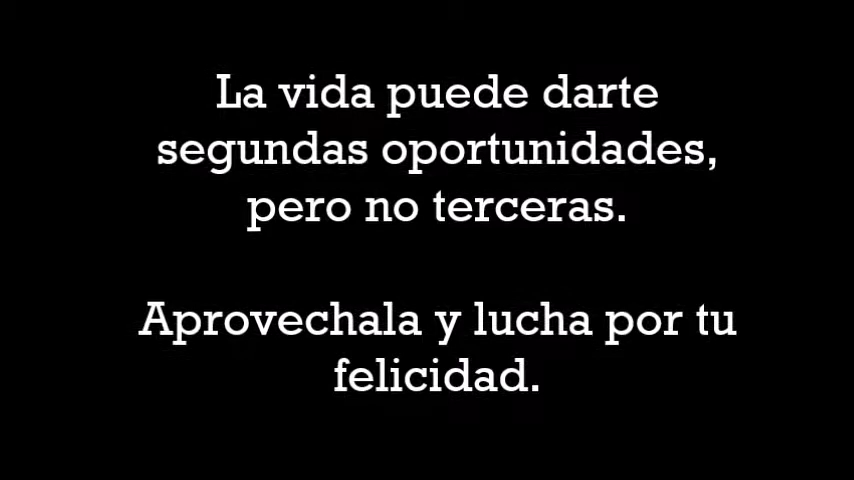 La vida puede darte
segundas oportunidades,
pero no terceras.
Aprovechala y lucha por tu
felicidad.